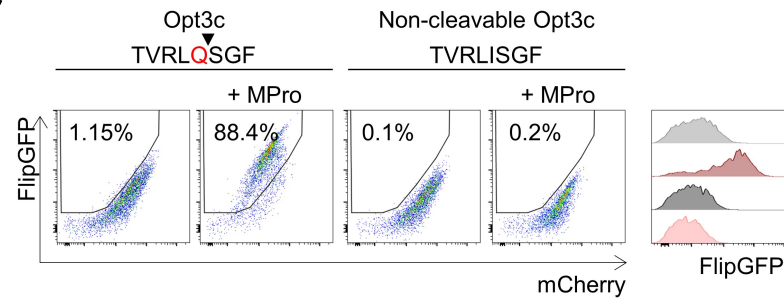 Opt3c
Non-cleavable Opt3c
TVRLQSGF
TVRLISGF
+ MPro
+ MPro
1.15%
88.4%
0.1%
0.2%
FlipGFP
mCherry
FlipGFP